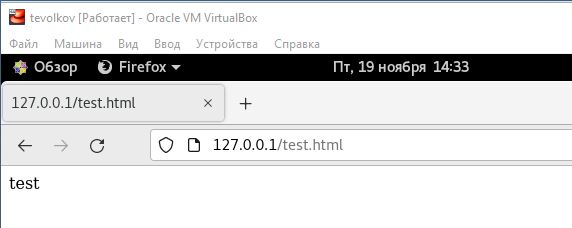 tevolkov [Работает] - Oracle VM VirtualBox
Файл Машина Вид Ввод Устройства Справка
Обзор Firefox Пт, 19 ноября 14:33
127.0.0.1/test.html
127.0.0.1/test.html
test